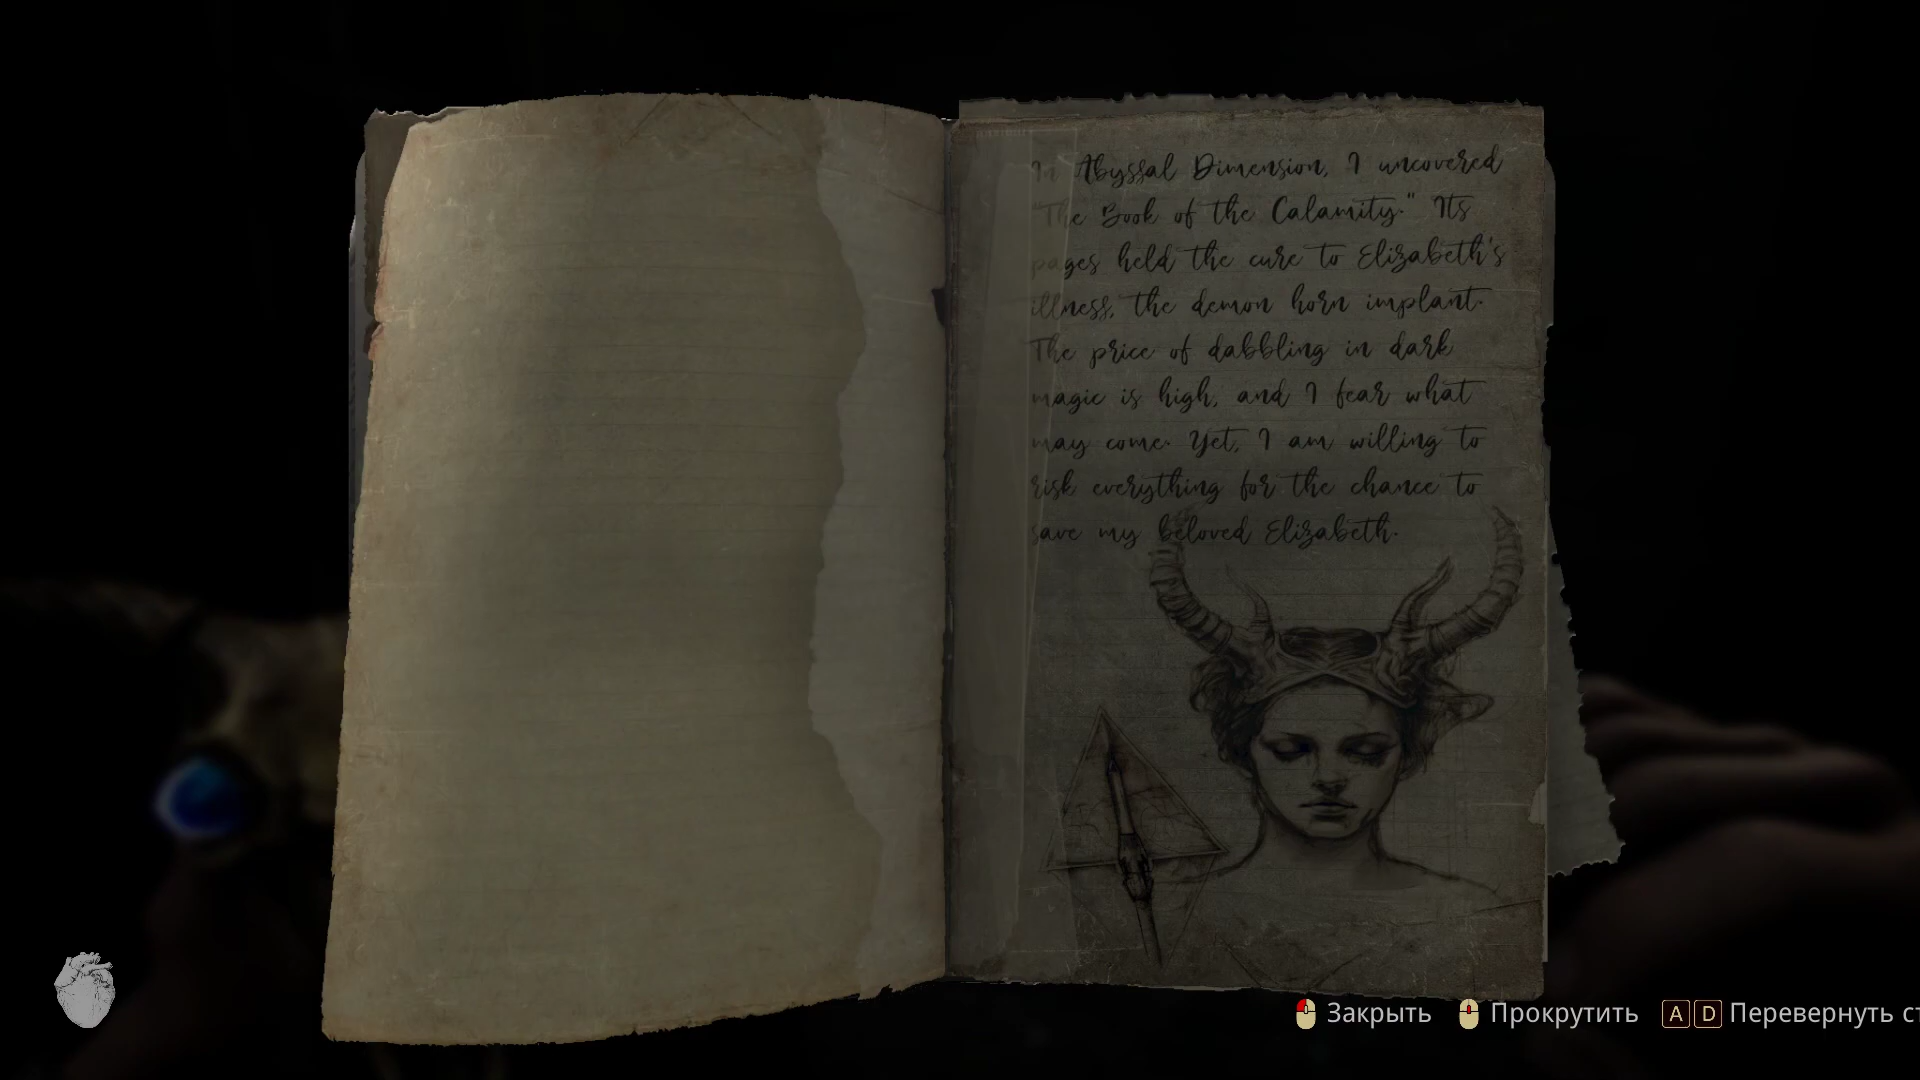 In Abyssal Dimension, I uncovered
"The Book of the Calamity." Its
pages held the cure to Elizabeth's
illness, the demon horn implant.
The price of dabbling in dark
magic is high, and I fear what
may come. Yet, I am willing to
risk everything for the chance to
save my beloved Elizabeth.
Закрыть Прокрутить A D Перевернуть ст